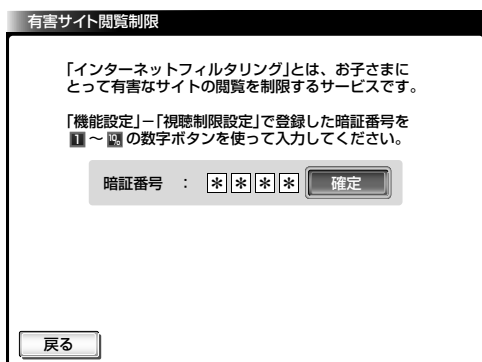 有害サイト閲覧制限
「インターネットフィルタリング」とは、お子さまに
とって有害なサイトの閲覧を制限するサービスです。
「機能設定」－「視聴制限設定」で登録した暗証番号を
1 ～ 10 の数字ボタンを使って入力してください。
暗証番号 ： ＊＊＊＊ 確定
戻る